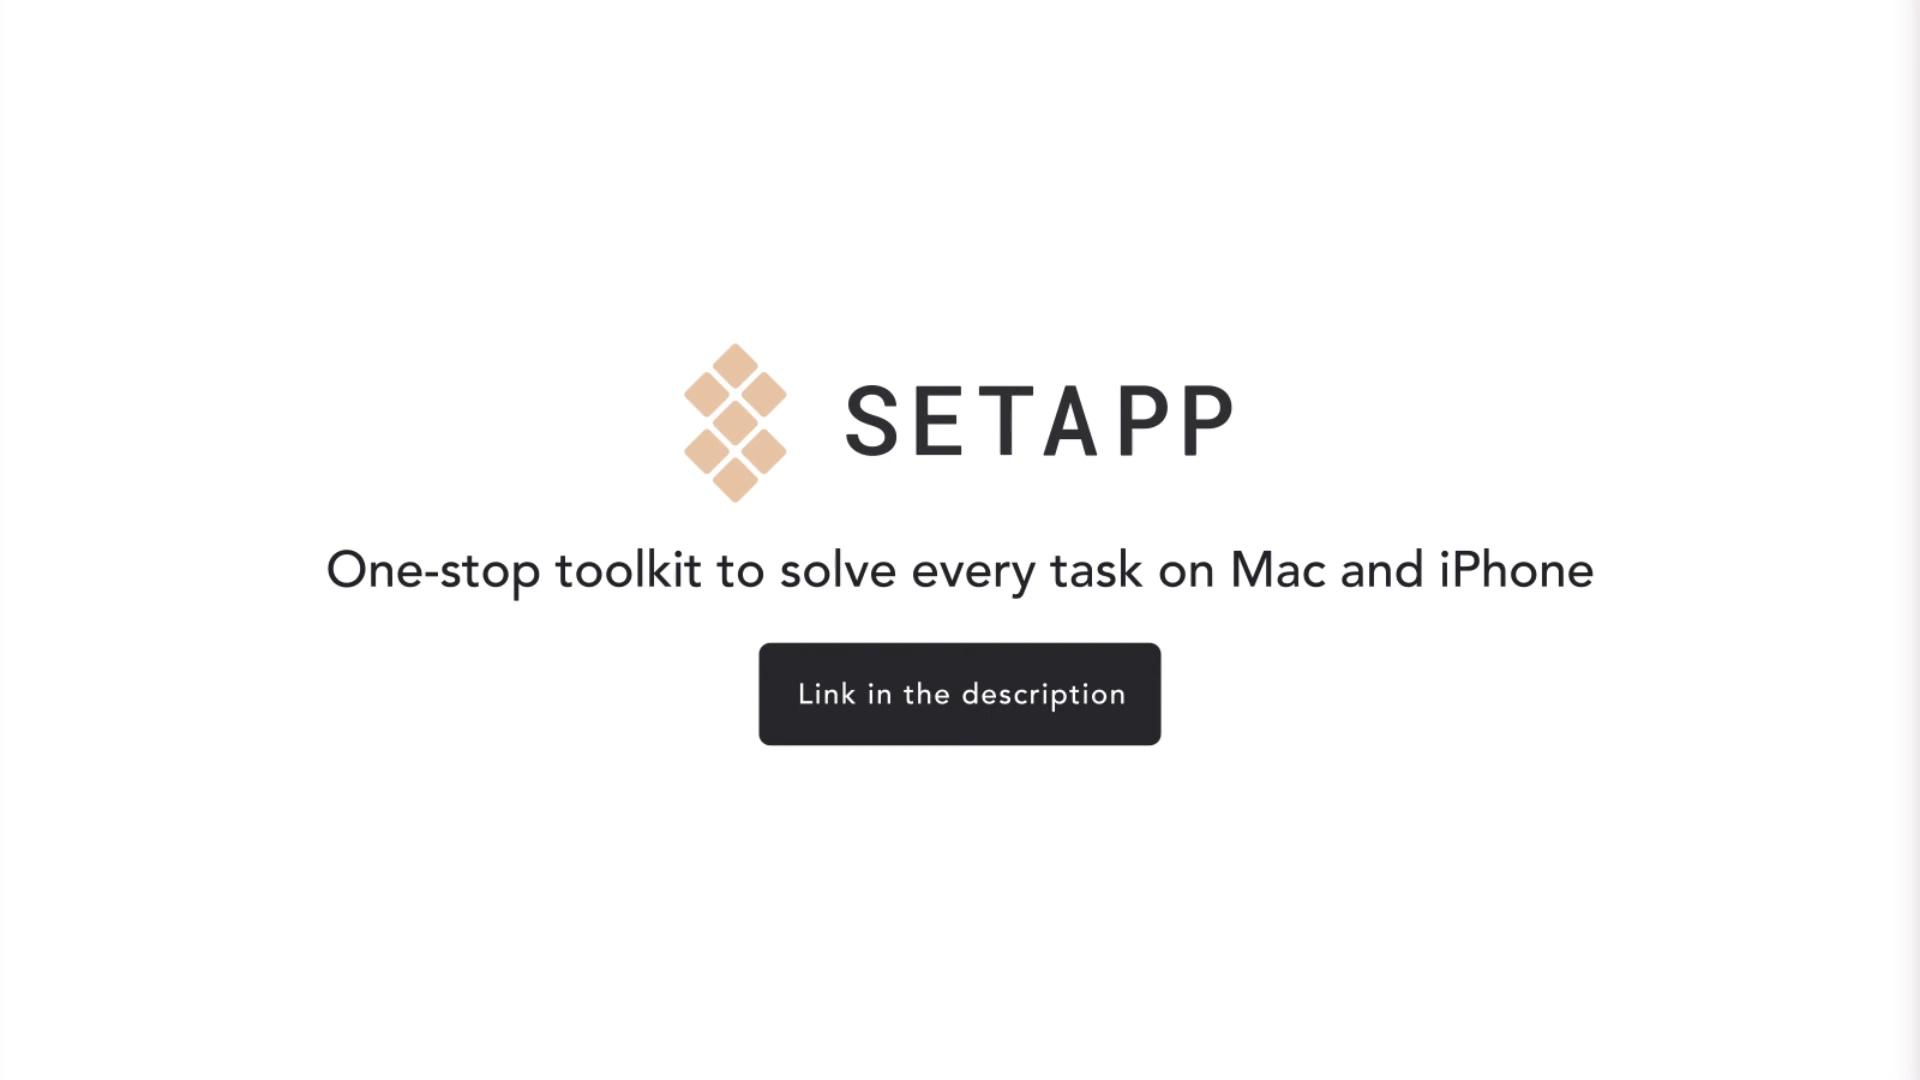 SETAPP
One-stop toolkit to solve every task on Mac and iPhone
Link in the description